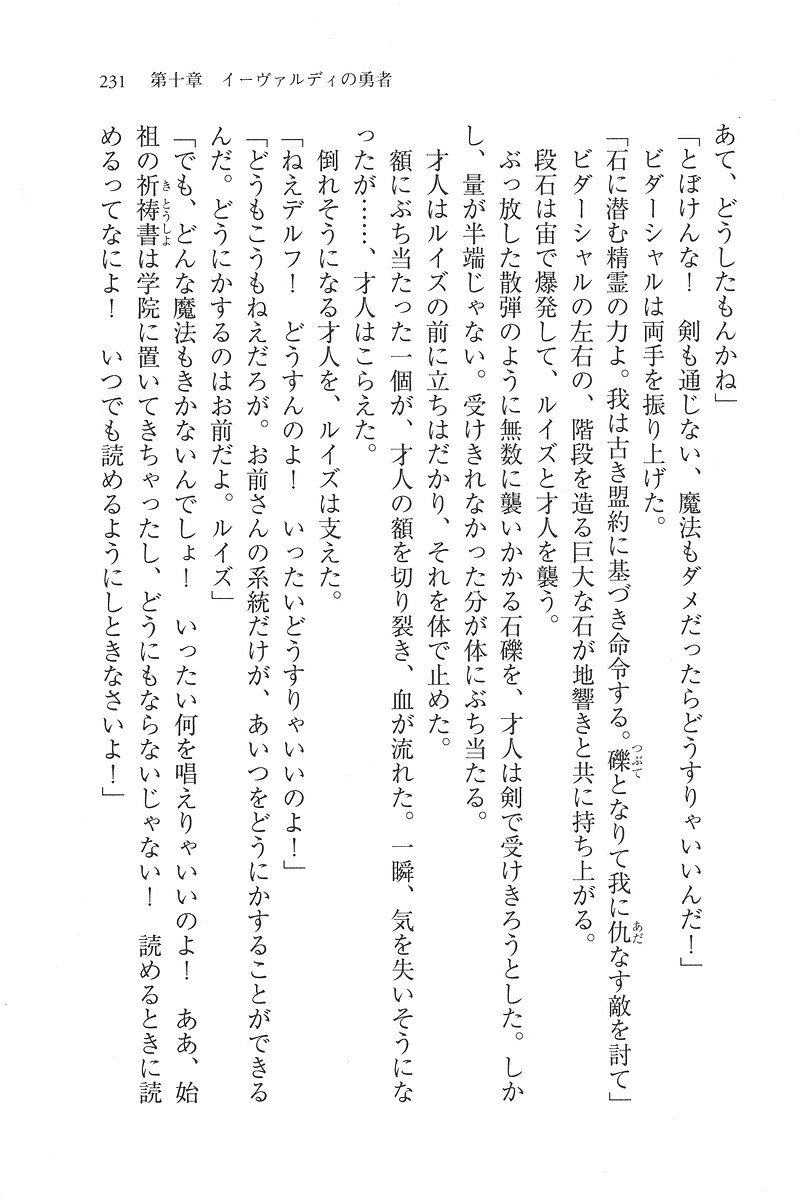 231　第十章　イーヴァルディの勇者
あて、どうしたもんかね」
「とぼけんな！　剣も通じない、魔法もダメだったらどうすりゃいいんだ！」
　ビダーシャルは両手を振り上げた。
「石に潜む精霊の力よ。我は古き盟約に基づき命令する。礫となりて我に仇なす敵を討て」
　ビダーシャルの左右の、階段を造る巨大な石が地響きと共に持ち上がる。
　段石は宙で爆発して、ルイズと才人を襲う。
　ぶっ放した散弾のように無数に襲いかかる石礫を、才人は剣で受けきろうとした。しか
し、量が半端じゃない。受けきれなかった分が体にぶち当たる。
　才人はルイズの前に立ちはだかり、それを体で止めた。
　額にぶち当たった一個が、才人の額を切り裂き、血が流れた。一瞬、気を失いそうにな
ったが……、才人はこらえた。
　倒れそうになる才人を、ルイズは支えた。
「ねえデルフ！　どうすんのよ！　いったいどうすりゃいいのよ！」
「どうもこうもねえだろが。お前さんの系統だけが、あいつをどうにかすることができる
んだ。どうにかするのはお前だよ。ルイズ」
「でも、どんな魔法もきかないんでしょ！　いったい何を唱えりゃいいのよ！　ああ、始
祖の祈祷書は学院に置いてきちゃったし、どうにもならないじゃない！　読めるときに読
めるってなによ！　いつでも読めるようにしときなさいよ！」
つぶて
あだ
きとうしょ